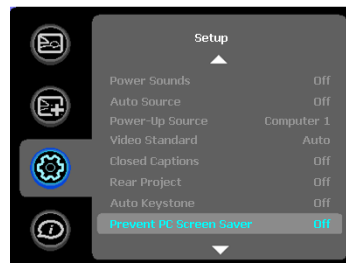 Setup
Power Sounds Off
Auto Source Off
Power-Up Source Computer 1
Video Standard Auto
Closed Captions Off
Rear Project Off
Auto Keystone Off
Prevent PC Screen Saver Off